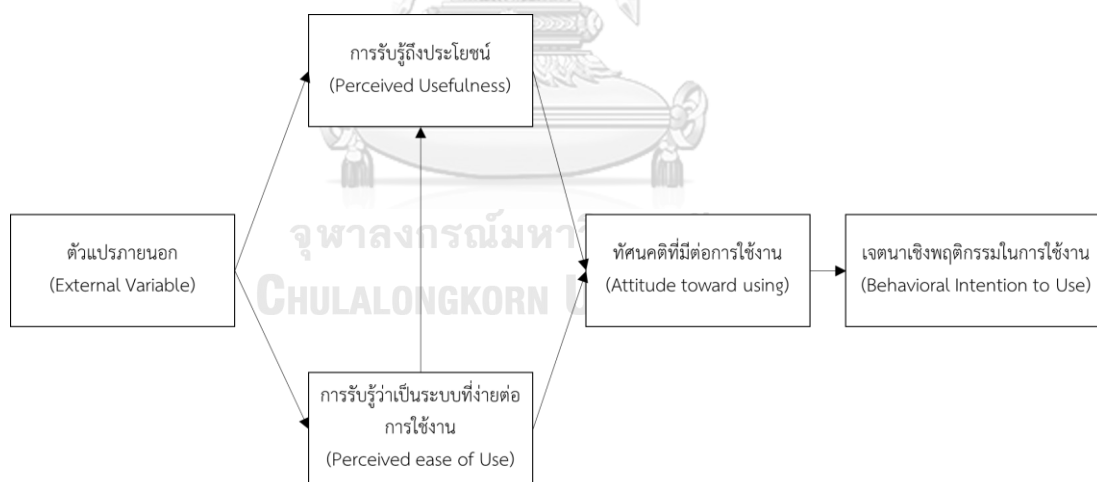 การรับรู้ถึงประโยชน์
(Perceived Usefulness)
ตัวแปรภายนอก
(External Variable)
ทัศนคติที่มีต่อการใช้งาน
(Attitude toward using)
เจตนาเชิงพฤติกรรมในการใช้งาน
(Behavioral Intention to Use)
การรับรู้ว่าเป็นระบบที่ง่ายต่อ
การใช้งาน
(Perceived ease of Use)
จุฬาลงกรณ์มหาวิ
CHULALONGKORN U